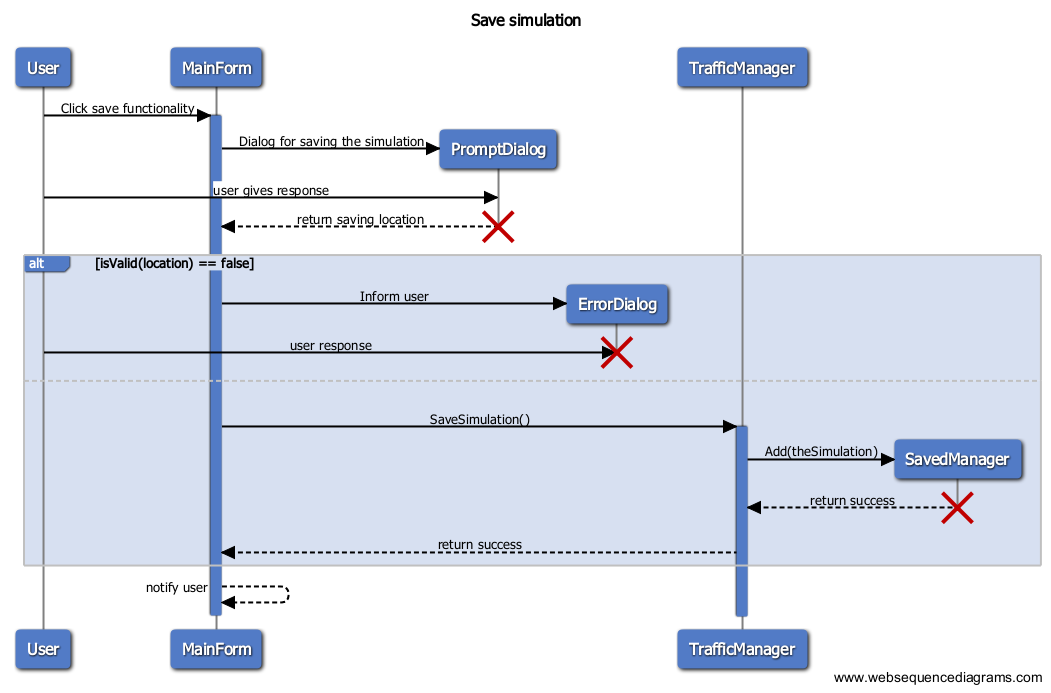 Save simulation
User
MainForm
TrafficManager
Click save functionality
Dialog for saving the simulation
PromptDialog
user gives response
return saving location
alt
[isValid(location) == false]
Inform user
ErrorDialog
user response
SaveSimulation()
Add(theSimulation)
SavedManager
return success
return success
notify user
User
MainForm
TrafficManager
www.websequencediagrams.com